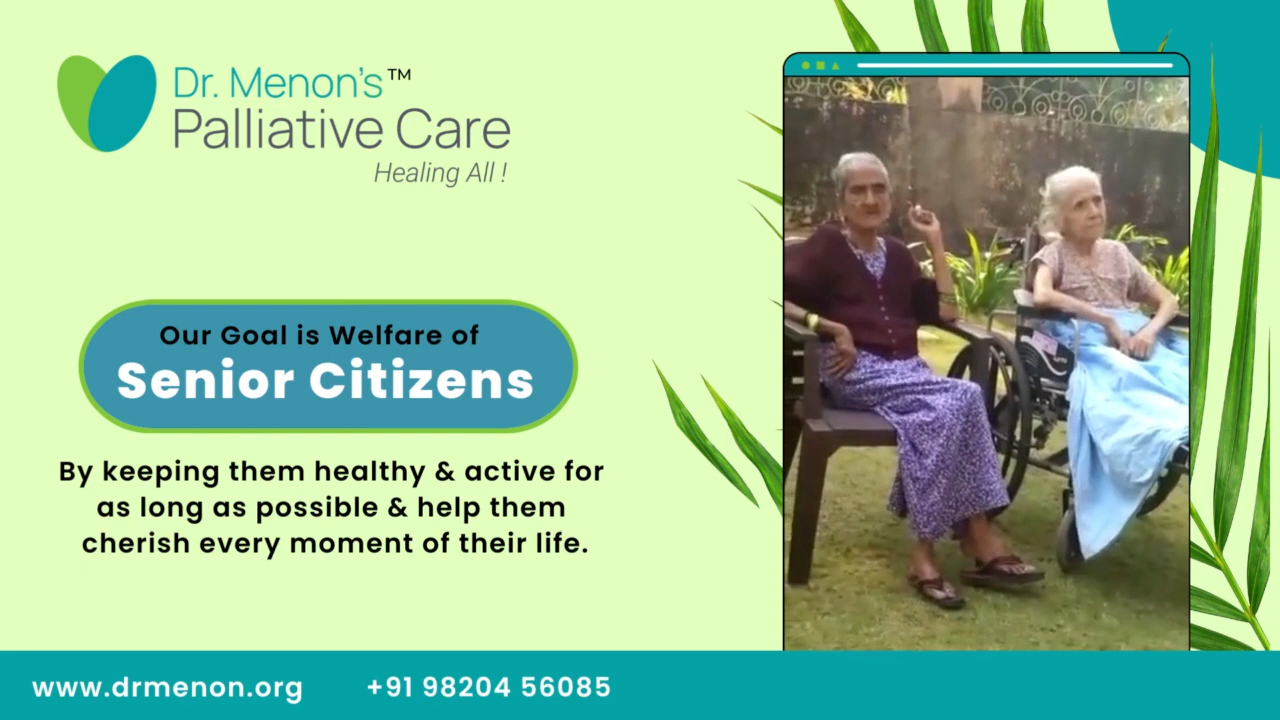 Dr. Menon's™
Palliative Care
Healing All !
Our Goal is Welfare of
Senior Citizens
By keeping them healthy & active for
as long as possible & help them
cherish every moment of their life.
www.drmenon.org +91 98204 56085